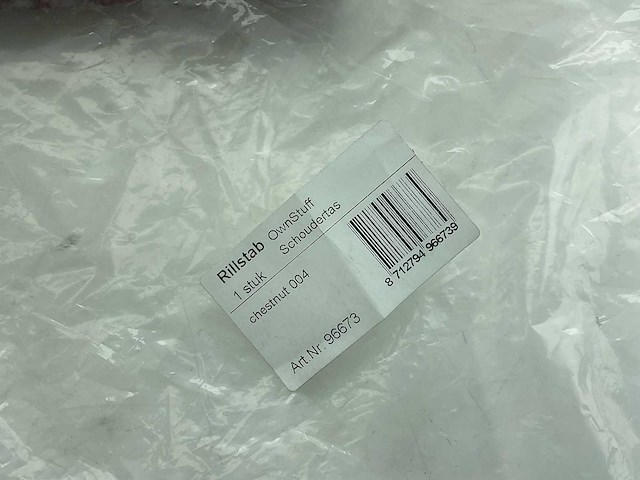 Rillstab OwnStuff
1 stuk Schoudertas
chestnut 004
Art.Nr. 96673
8 712794 966739